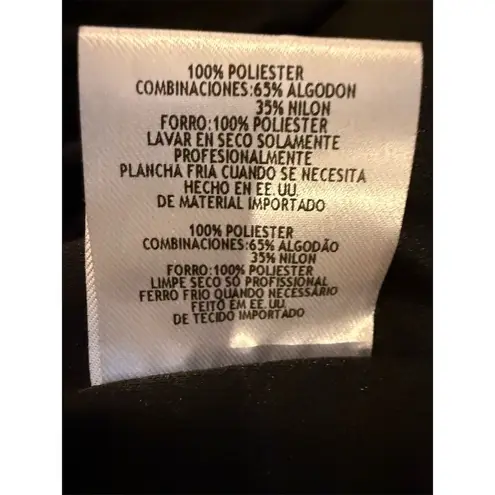 100% POLIESTER
COMBINACIONES:65% ALGODON
35% NILON
FORRO:100% POLIESTER
LAVAR EN SECO SOLAMENTE
PROFESIONALMENTE
PLANCHA FRIA CUANDO SE NECESITA
HECHO EN EE.UU.
DE MATERIAL IMPORTADO
100% POLIESTER
COMBINACIONES:65% ALGODÃO
35% NILON
FORRO:100% POLIESTER
LIMPE SECO SO PROFISSIONAL
FERRO FRIO QUANDO NECESSÁRIO
FEITO EM EE.UU.
DE TECIDO IMPORTADO